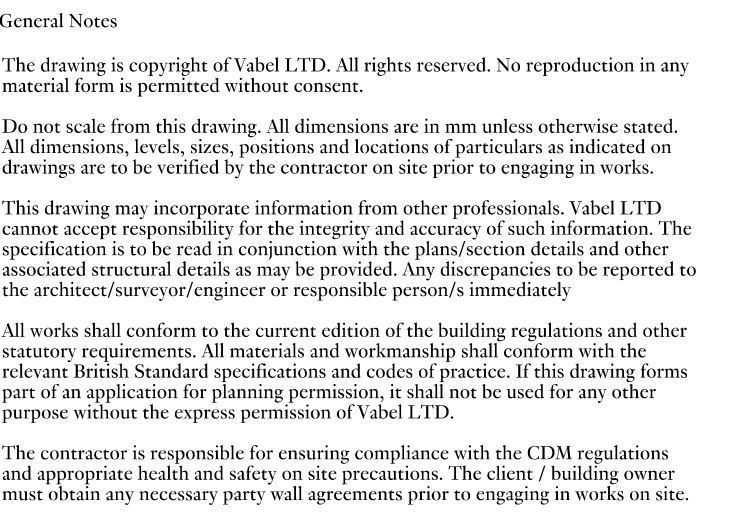 General Notes
The drawing is copyright of Vabel LTD. All rights reserved. No reproduction in any
material form is permitted without consent.
Do not scale from this drawing. All dimensions are in mm unless otherwise stated.
All dimensions, levels, sizes, positions and locations of particulars as indicated on
drawings are to be verified by the contractor on site prior to engaging in works.
This drawing may incorporate information from other professionals. Vabel LTD
cannot accept responsibility for the integrity and accuracy of such information. The
specification is to be read in conjunction with the plans/section details and other
associated structural details as may be provided. Any discrepancies to be reported to
the architect/surveyor/engineer or responsible person/s immediately
All works shall conform to the current edition of the building regulations and other
statutory requirements. All materials and workmanship shall conform with the
relevant British Standard specifications and codes of practice. If this drawing forms
part of an application for planning permission, it shall not be used for any other
purpose without the express permission of Vabel LTD.
The contractor is responsible for ensuring compliance with the CDM regulations
and appropriate health and safety on site precautions. The client / building owner
must obtain any necessary party wall agreements prior to engaging in works on site.